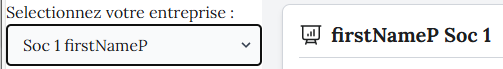 Selectionnez votre entreprise :
Soc 1 firstNameP
firstNameP Soc 1